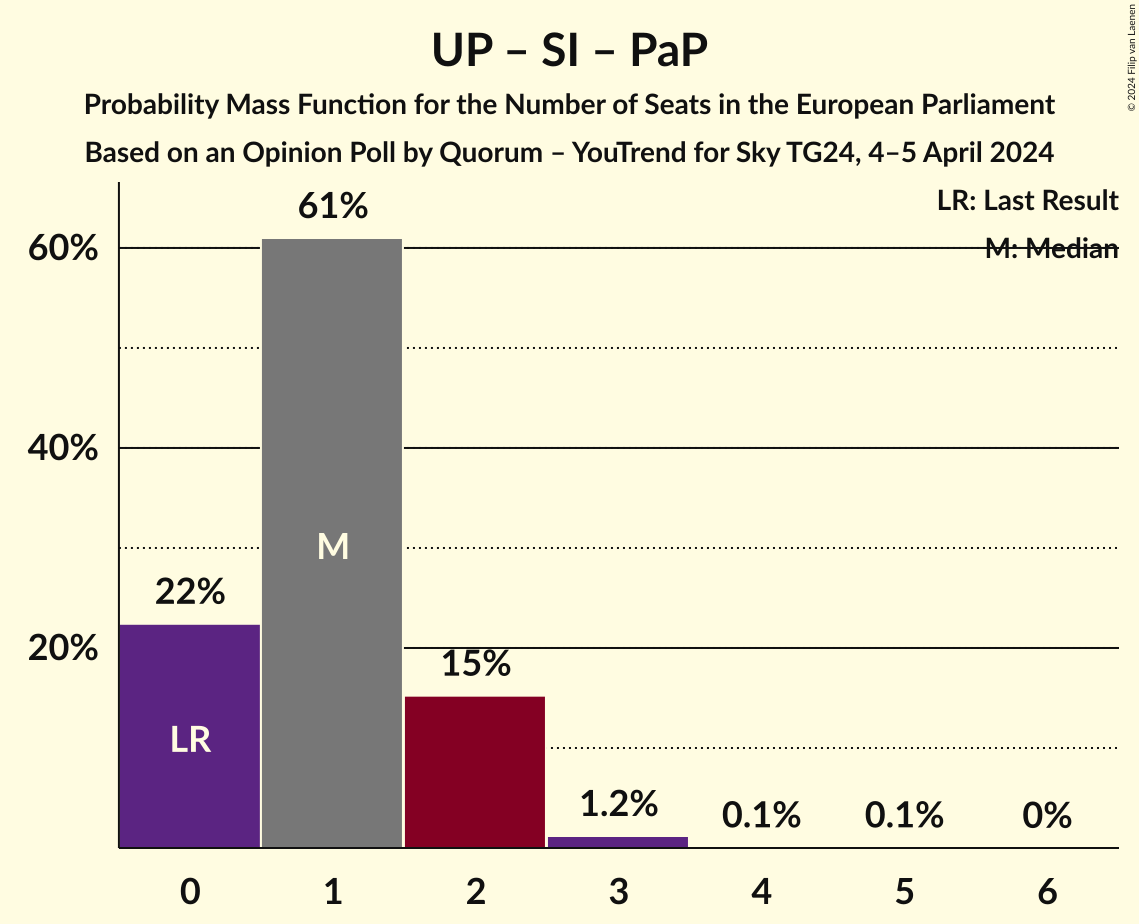 UP – SI – PaP
Probability Mass Function for the Number of Seats in the European Parliament
Based on an Opinion Poll by Quorum – YouTrend for Sky TG24, 4–5 April 2024
© 2024 Filip van Laenen
LR: Last Result
M: Median
60%
40%
20%
22%
61%
15%
1.2%
0.1%
0.1%
0%
LR
M
0
1
2
3
4
5
6